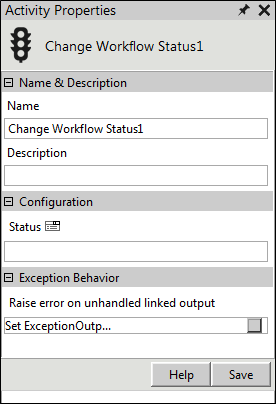 Activity Properties
Change Workflow Status1
Name & Description
Name
Change Workflow Status1
Description
Configuration
Status
Exception Behavior
Raise error on unhandled linked output
Set ExceptionOutp...
Help
Save